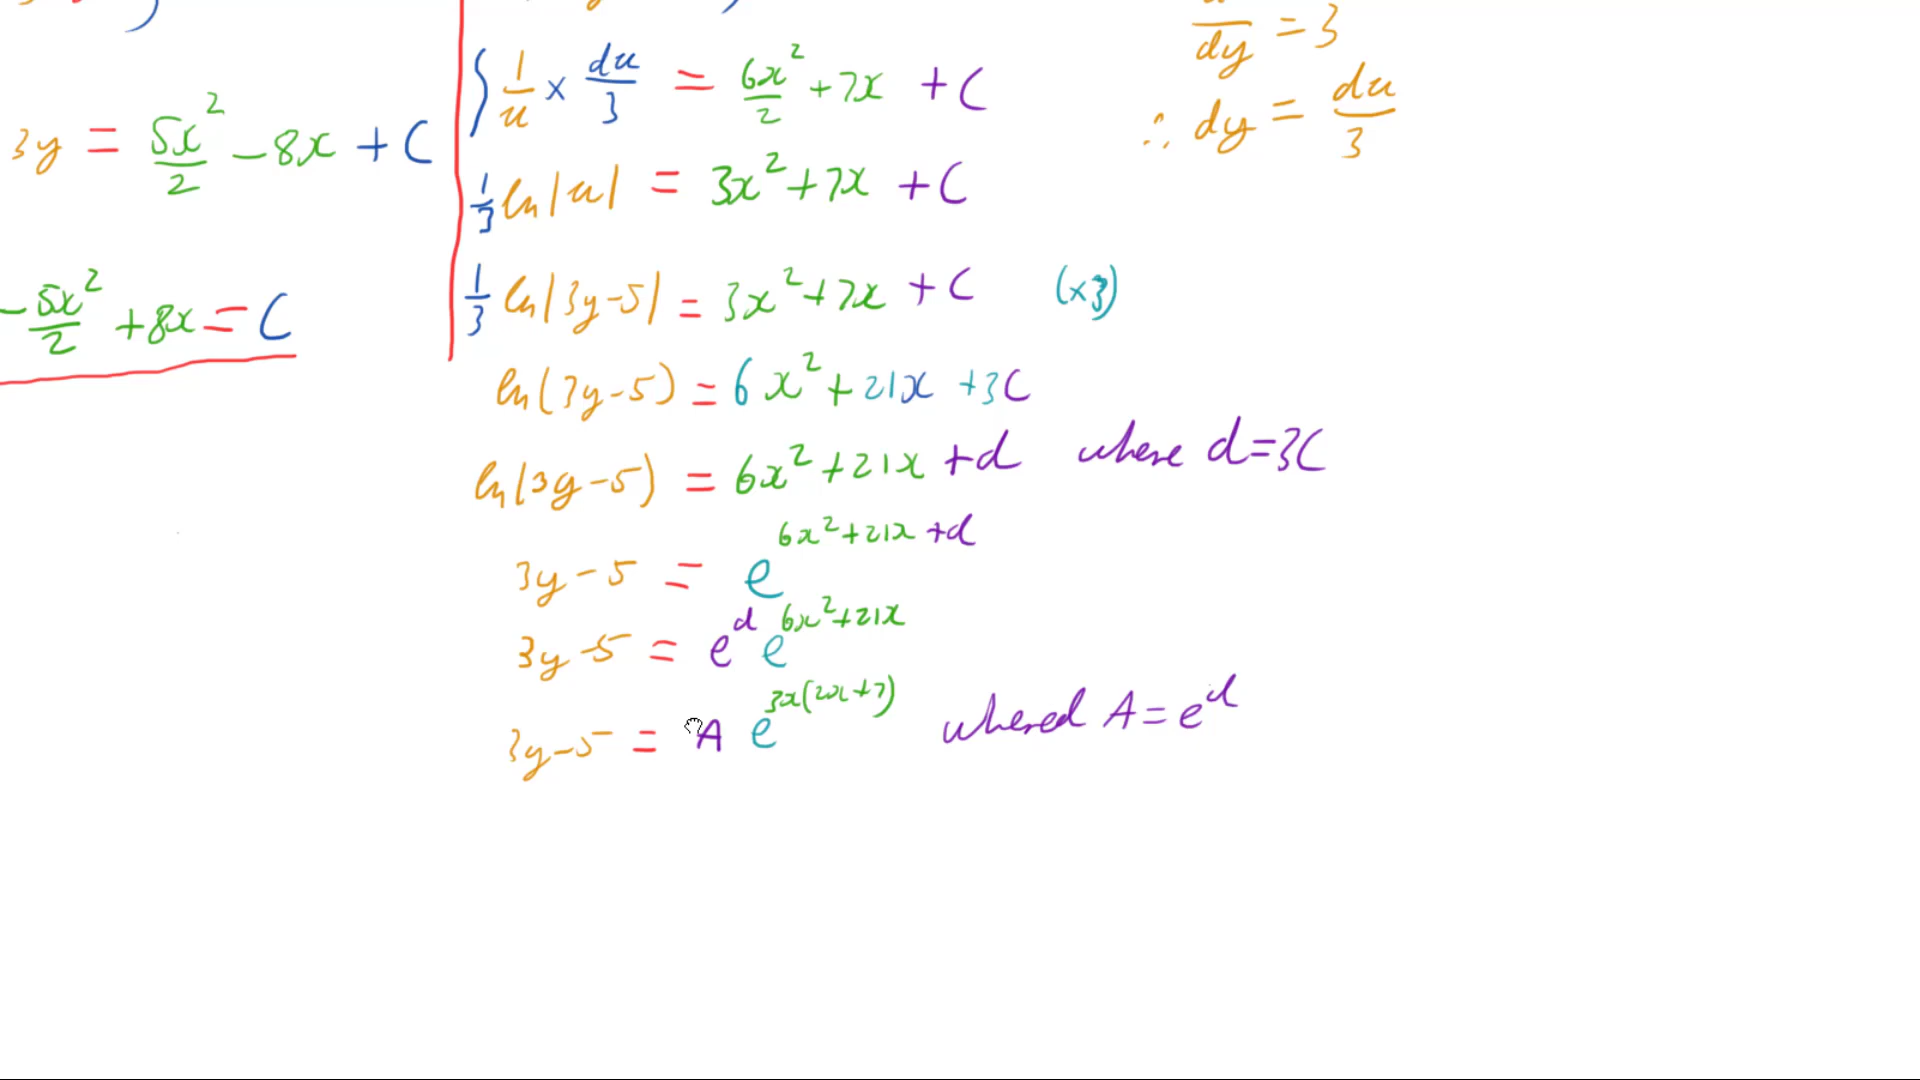 3y = 5x²/2 - 8x + C
- 5x²/2 + 8x = C
∫ 1/u × du/3 = 6x²/2 + 7x + C
1/3 ln|u| = 3x² + 7x + C
1/3 ln|3y-5| = 3x² + 7x + C (×3)
ln(3y-5) = 6x² + 21x + 3C
ln(3y-5) = 6x² + 21x + d where d = 3C
3y - 5 = e^(6x² + 21x + d)
3y - 5 = e^d e^(6x² + 21x)
3y - 5 = A e^(3x(2x+7)) whered A = e^d
/dy = 3
∴ dy = du/3